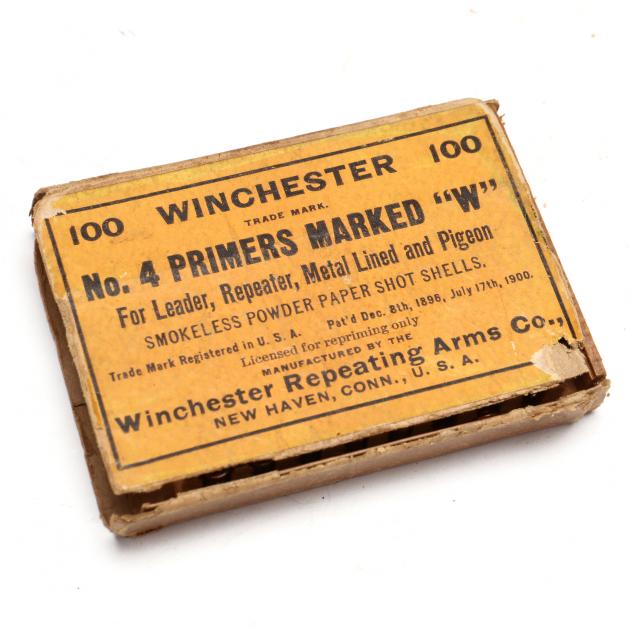 100 WINCHESTER 100
TRADE MARK.
No. 4 PRIMERS MARKED "W"
For Leader, Repeater, Metal Lined and Pigeon
SMOKELESS POWDER PAPER SHOT SHELLS.
Trade Mark Registered in U. S. A. Pat'd Dec. 8th, 1896, July 17th, 1900.
Licensed for repriming only
MANUFACTURED BY THE
Winchester Repeating Arms Co.,
NEW HAVEN, CONN., U. S. A.